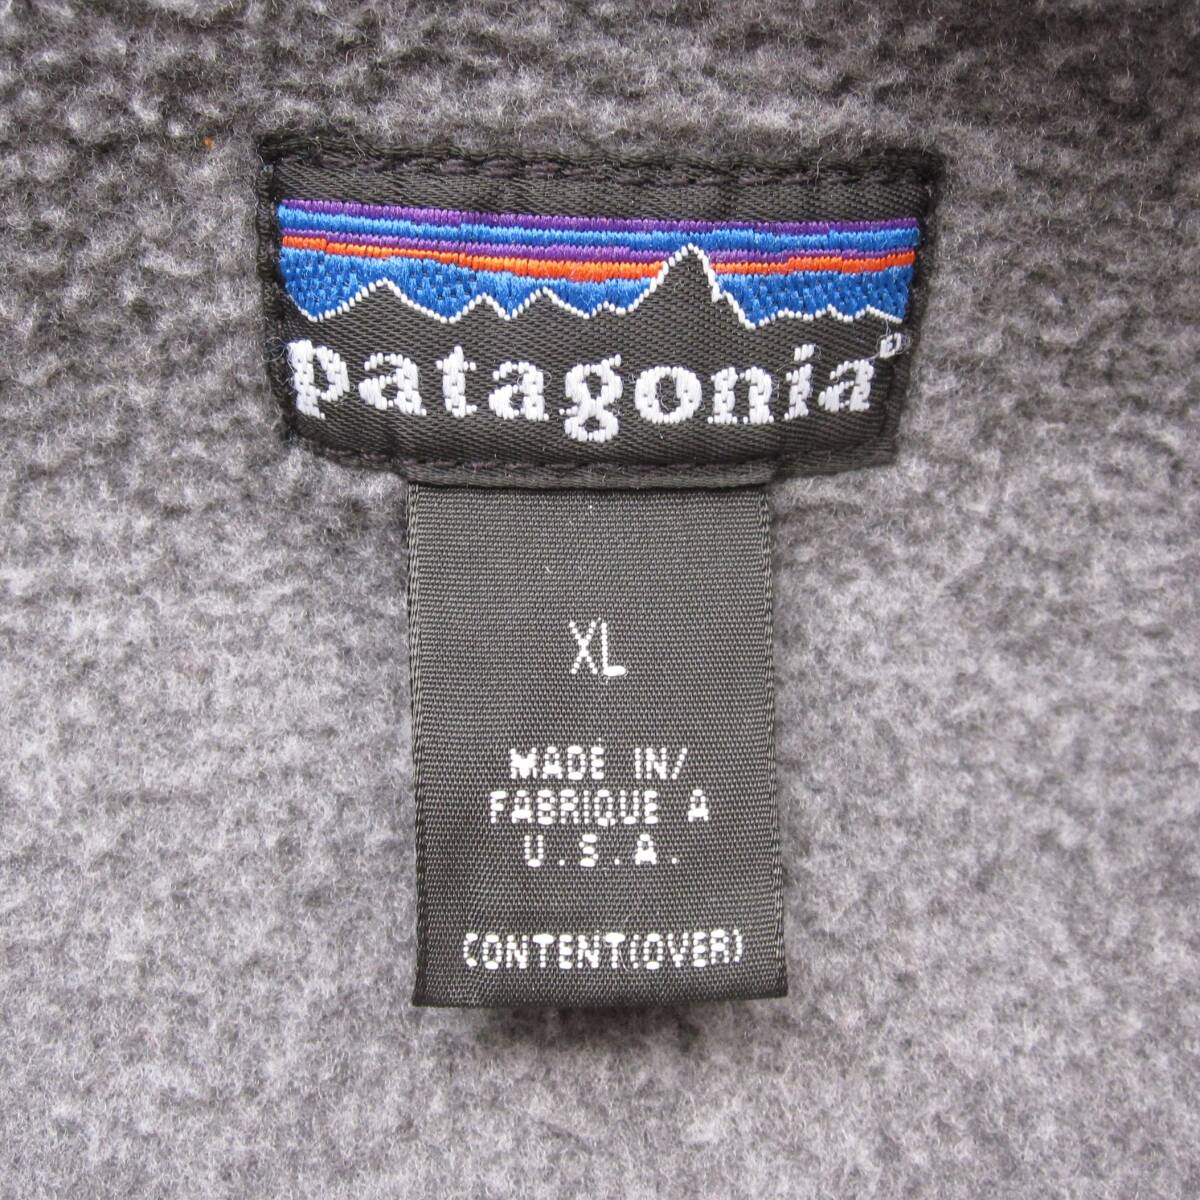 patagonia®
XL
MADE IN/
FABRIQUE A
U.S.A.
CONTENT(OVER)